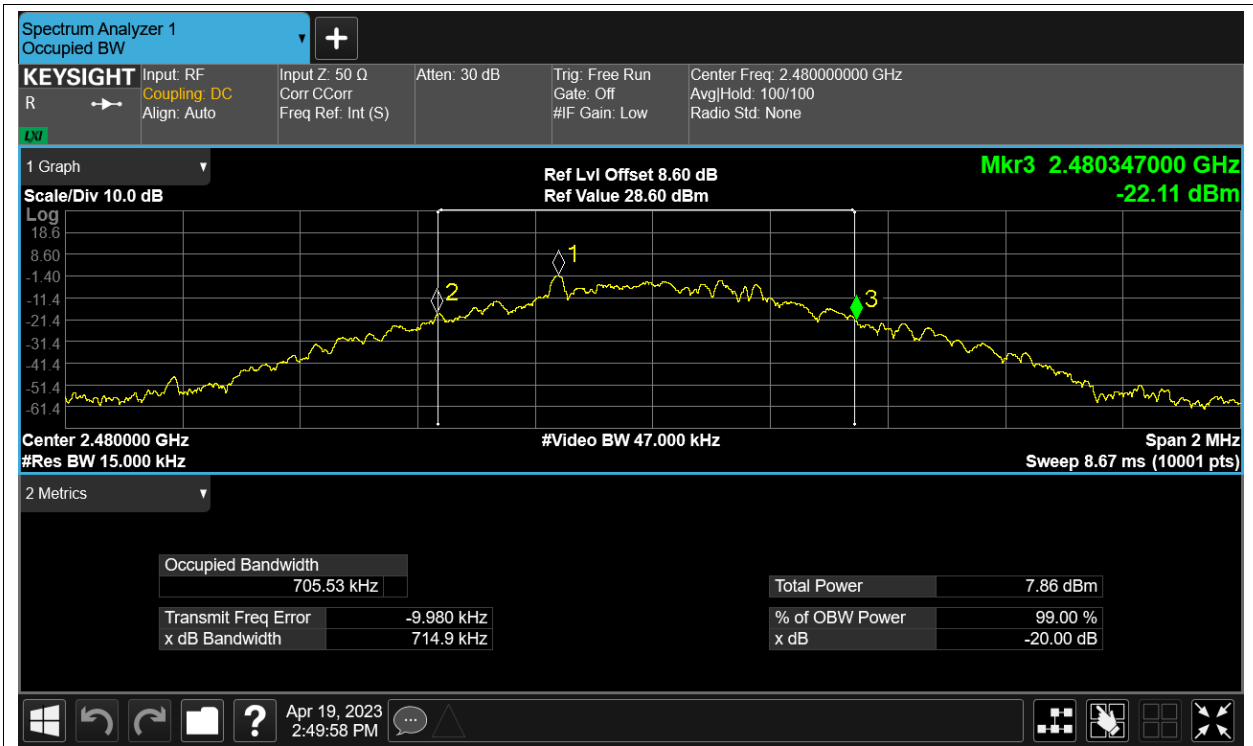 Spectrum Analyzer 1
Occupied BW
+
KEYSIGHT
R
LXI
Input: RF
Coupling: DC
Align: Auto
Input Z: 50 Ω
Corr CCorr
Freq Ref: Int (S)
Atten: 30 dB
Trig: Free Run
Gate: Off
#IF Gain: Low
Center Freq: 2.480000000 GHz
Avg|Hold: 100/100
Radio Std: None
1 Graph
Scale/Div 10.0 dB
Ref Lvl Offset 8.60 dB
Ref Value 28.60 dBm
Mkr3 2.480347000 GHz
-22.11 dBm
Log
18.6
8.60
-1.40
-11.4
-21.4
-31.4
-41.4
-51.4
-61.4
1
2
3
Center 2.480000 GHz
#Res BW 15.000 kHz
#Video BW 47.000 kHz
Span 2 MHz
Sweep 8.67 ms (10001 pts)
2 Metrics
Occupied Bandwidth
705.53 kHz
Transmit Freq Error -9.980 kHz
x dB Bandwidth 714.9 kHz
Total Power 7.86 dBm
% of OBW Power 99.00 %
x dB -20.00 dB
?
Apr 19, 2023
2:49:58 PM